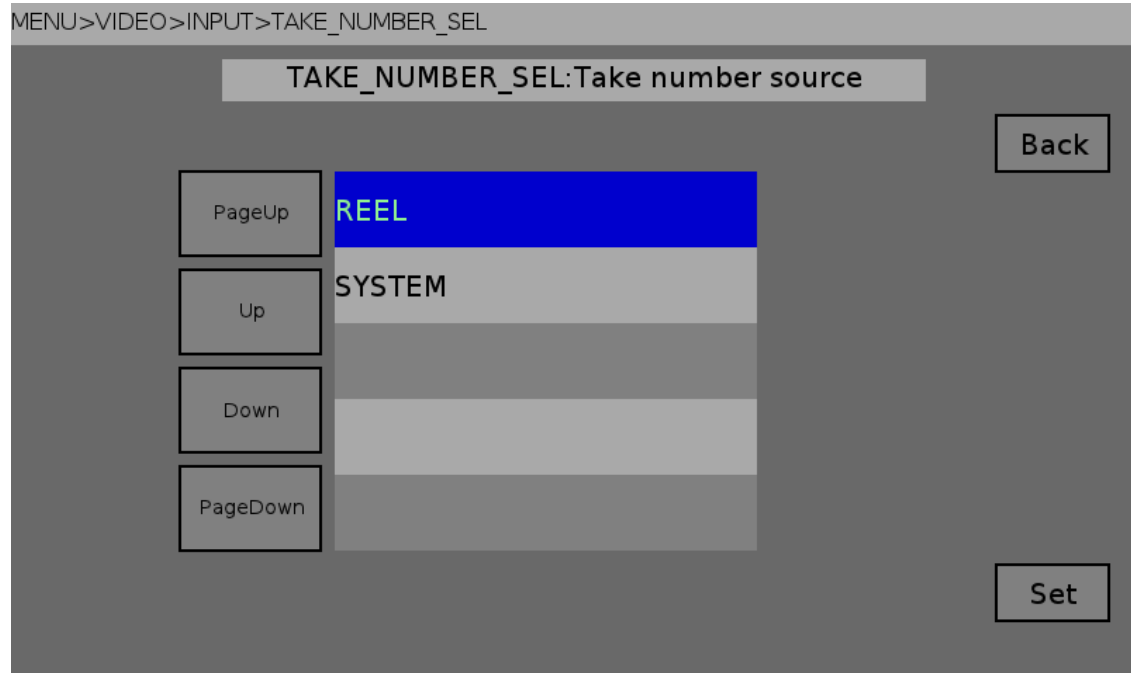 MENU>VIDEO>INPUT>TAKE_NUMBER_SEL
TAKE_NUMBER_SEL:Take number source
Back
PageUp
REEL
Up
SYSTEM
Down
PageDown
Set